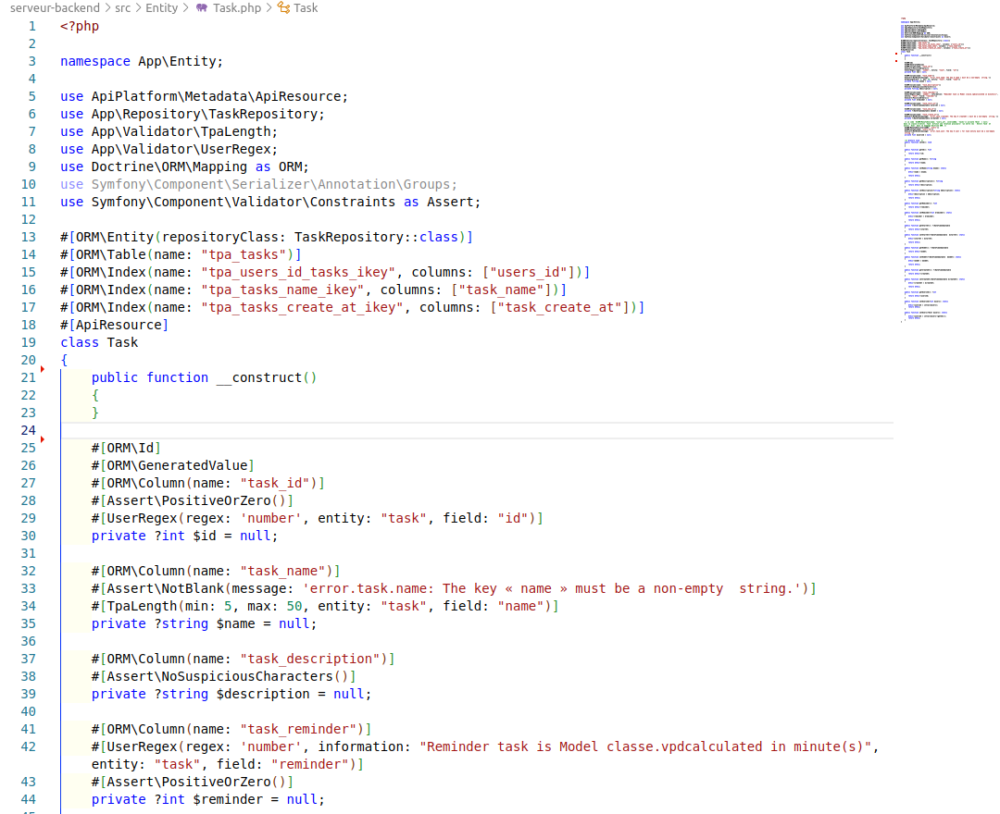 serveur-backend > src > Entity > Task.php > Task
1 <?php
2
3 namespace App\Entity;
4
5 use ApiPlatform\Metadata\ApiResource;
6 use App\Repository\TaskRepository;
7 use App\Validator\TpaLength;
8 use App\Validator\UserRegex;
9 use Doctrine\ORM\Mapping as ORM;
10 use Symfony\Component\Serializer\Annotation\Groups;
11 use Symfony\Component\Validator\Constraints as Assert;
12
13 #[ORM\Entity(repositoryClass: TaskRepository::class)]
14 #[ORM\Table(name: "tpa_tasks")]
15 #[ORM\Index(name: "tpa_users_id_tasks_ikey", columns: ["users_id"])]
16 #[ORM\Index(name: "tpa_tasks_name_ikey", columns: ["task_name"])]
17 #[ORM\Index(name: "tpa_tasks_create_at_ikey", columns: ["task_create_at"])]
18 #[ApiResource]
19 class Task
20 {
21 public function __construct()
22 {
23 }
24
25 #[ORM\Id]
26 #[ORM\GeneratedValue]
27 #[ORM\Column(name: "task_id")]
28 #[Assert\PositiveOrZero()]
29 #[UserRegex(regex: 'number', entity: "task", field: "id")]
30 private ?int $id = null;
31
32 #[ORM\Column(name: "task_name")]
33 #[Assert\NotBlank(message: 'error.task.name: The key « name » must be a non-empty  string.')]
34 #[TpaLength(min: 5, max: 50, entity: "task", field: "name")]
35 private ?string $name = null;
36
37 #[ORM\Column(name: "task_description")]
38 #[Assert\NoSuspiciousCharacters()]
39 private ?string $description = null;
40
41 #[ORM\Column(name: "task_reminder")]
42 #[UserRegex(regex: 'number', information: "Reminder task is Model classe.vpdcalculated in minute(s)",
entity: "task", field: "reminder")]
43 #[Assert\PositiveOrZero()]
44 private ?int $reminder = null;